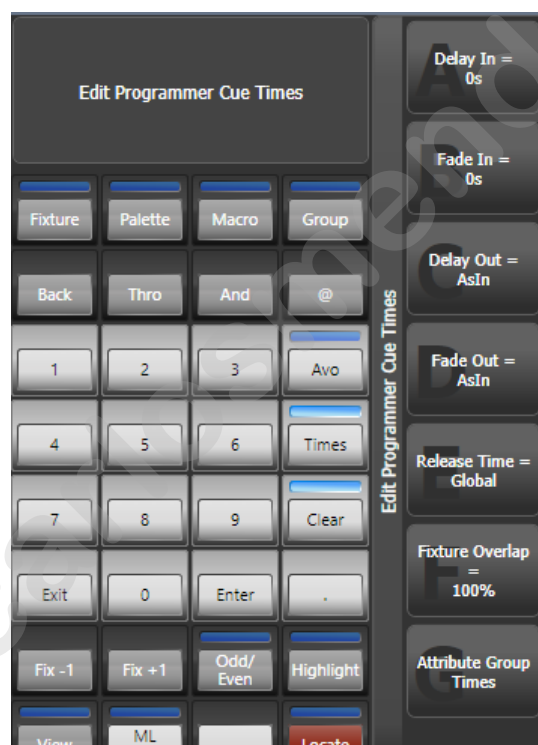 Edit Programmer Cue Times
Fixture
Palette
Macro
Group
Back
Thro
And
@
1
2
3
Avo
4
5
6
Times
7
8
9
Clear
Exit
0
Enter
.
Fix -1
Fix +1
Odd/
Even
Highlight
View
ML
Locate
Edit Programmer Cue Times
A
Delay In =
0s
B
Fade In =
0s
C
Delay Out =
AsIn
D
Fade Out =
AsIn
E
Release Time =
Global
F
Fixture Overlap
=
100%
G
Attribute Group
Times